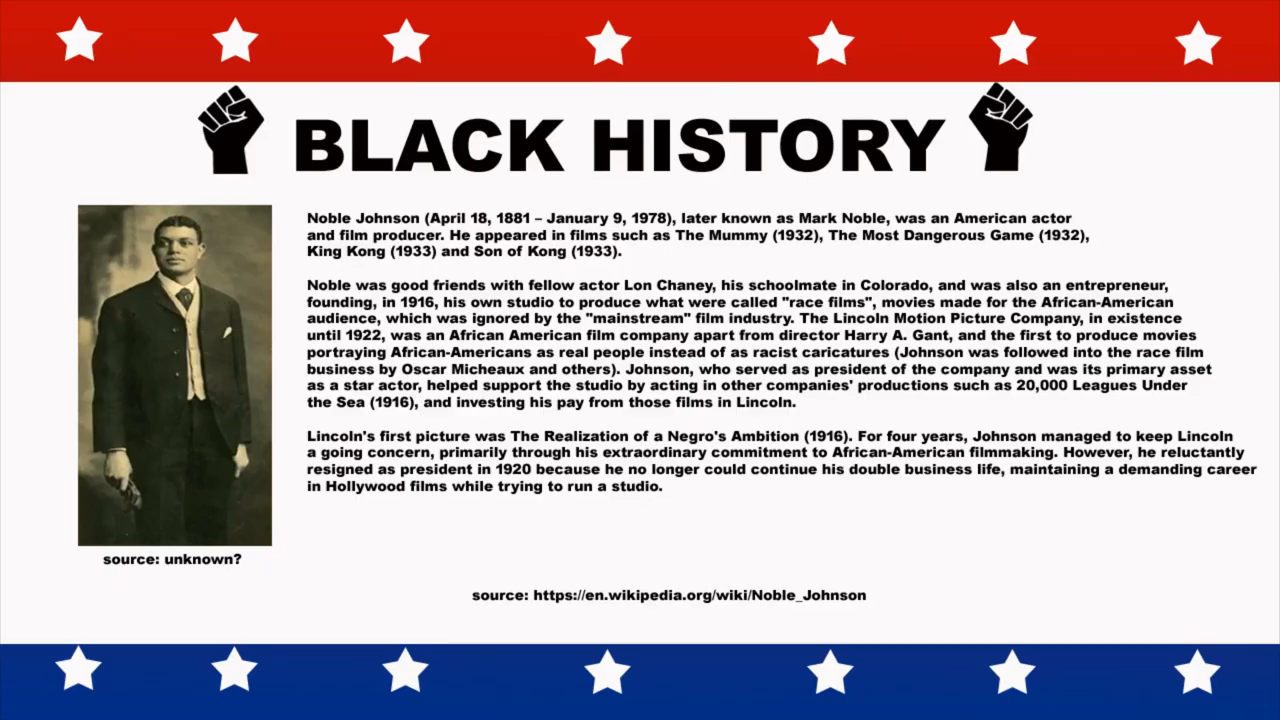 BLACK HISTORY
Noble Johnson (April 18, 1881 – January 9, 1978), later known as Mark Noble, was an American actor
and film producer. He appeared in films such as The Mummy (1932), The Most Dangerous Game (1932),
King Kong (1933) and Son of Kong (1933).
Noble was good friends with fellow actor Lon Chaney, his schoolmate in Colorado, and was also an entrepreneur,
founding, in 1916, his own studio to produce what were called "race films", movies made for the African-American
audience, which was ignored by the "mainstream" film industry. The Lincoln Motion Picture Company, in existence
until 1922, was an African American film company apart from director Harry A. Gant, and the first to produce movies
portraying African-Americans as real people instead of as racist caricatures (Johnson was followed into the race film
business by Oscar Micheaux and others). Johnson, who served as president of the company and was its primary asset
as a star actor, helped support the studio by acting in other companies' productions such as 20,000 Leagues Under
the Sea (1916), and investing his pay from those films in Lincoln.
Lincoln's first picture was The Realization of a Negro's Ambition (1916). For four years, Johnson managed to keep Lincoln
a going concern, primarily through his extraordinary commitment to African-American filmmaking. However, he reluctantly
resigned as president in 1920 because he no longer could continue his double business life, maintaining a demanding career
in Hollywood films while trying to run a studio.
source: unknown?
source: https://en.wikipedia.org/wiki/Noble_Johnson